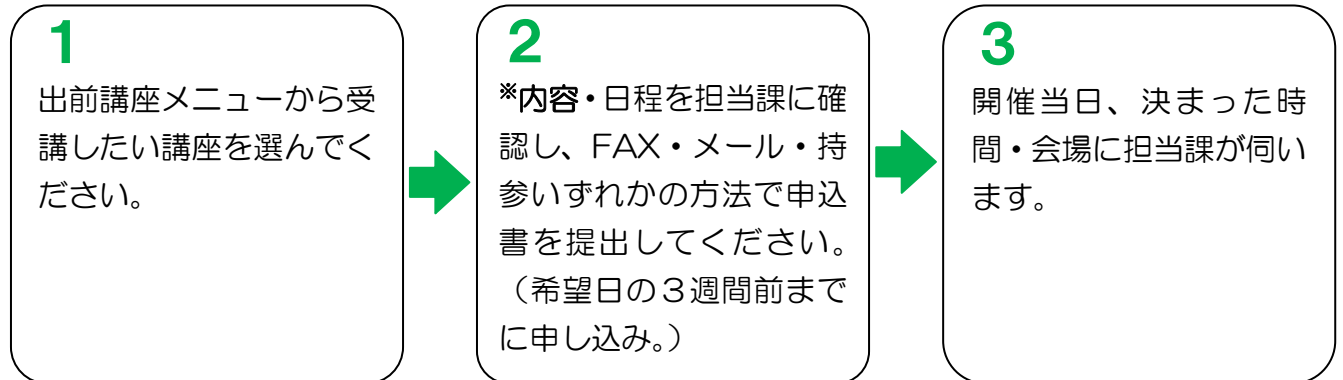 1
出前講座メニューから受
講したい講座を選んでく
ださい。
2
※内容・日程を担当課に確
認し、FAX・メール・持
参いずれかの方法で申込
書を提出してください。
（希望日の３週間前まで
に申し込み。）
3
開催当日、決まった時
間・会場に担当課が伺い
ます。